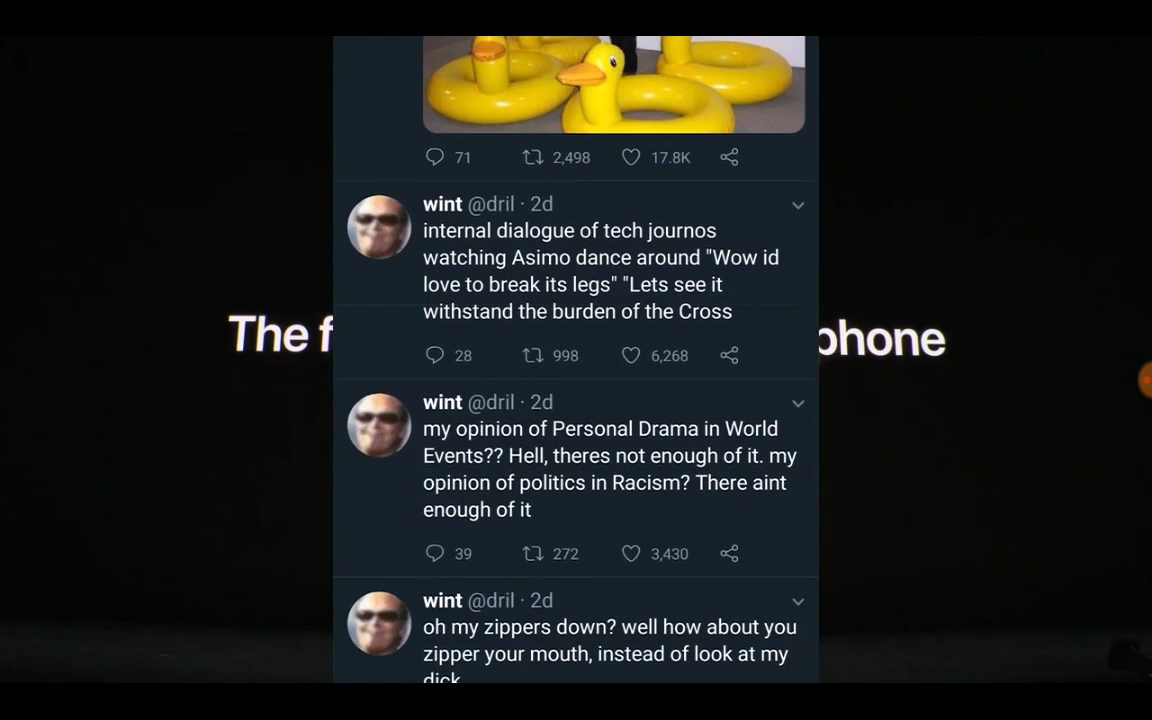 71 2,498 17.8K
wint @dril · 2d
internal dialogue of tech journos
watching Asimo dance around "Wow id
love to break its legs" "Lets see it
withstand the burden of the Cross
28 998 6,268
The f
phone
wint @dril · 2d
my opinion of Personal Drama in World
Events?? Hell, theres not enough of it. my
opinion of politics in Racism? There aint
enough of it
39 272 3,430
wint @dril · 2d
oh my zippers down? well how about you
zipper your mouth, instead of look at my
dick